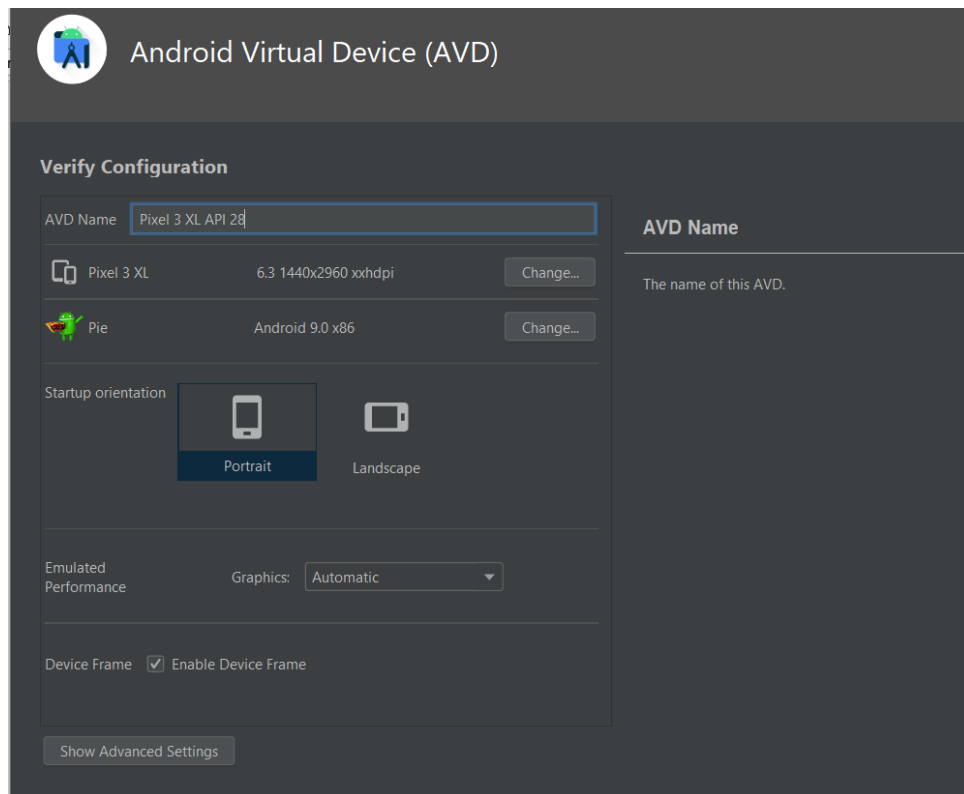 Android Virtual Device (AVD)
Verify Configuration
AVD Name Pixel 3 XL API 28
Pixel 3 XL 6.3 1440x2960 xxhdpi Change...
Pie Android 9.0 x86 Change...
Startup orientation
Portrait
Landscape
Emulated
Performance
Graphics: Automatic
Device Frame Enable Device Frame
Show Advanced Settings
AVD Name
The name of this AVD.